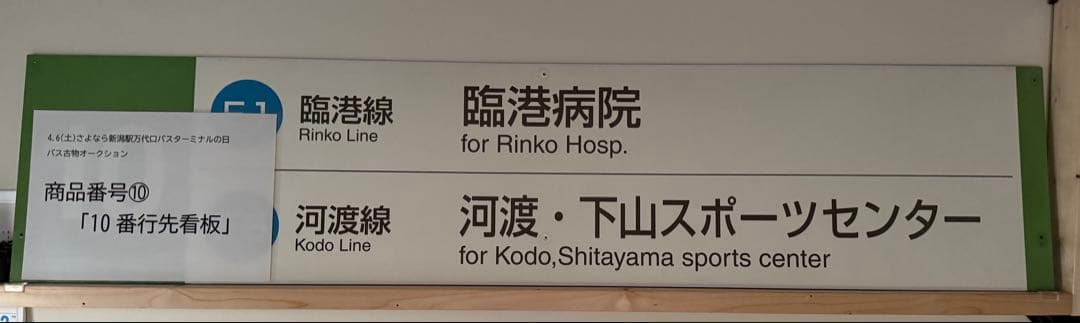 4.6(土)さよなら新潟駅万代口バスターミナルの日
バス古物オークション
商品番号⑩
「10番行先看板」
臨港線
Rinko Line
臨港病院
for Rinko Hosp.
河渡線
Kodo Line
河渡・下山スポーツセンター
for Kodo,Shitayama sports center